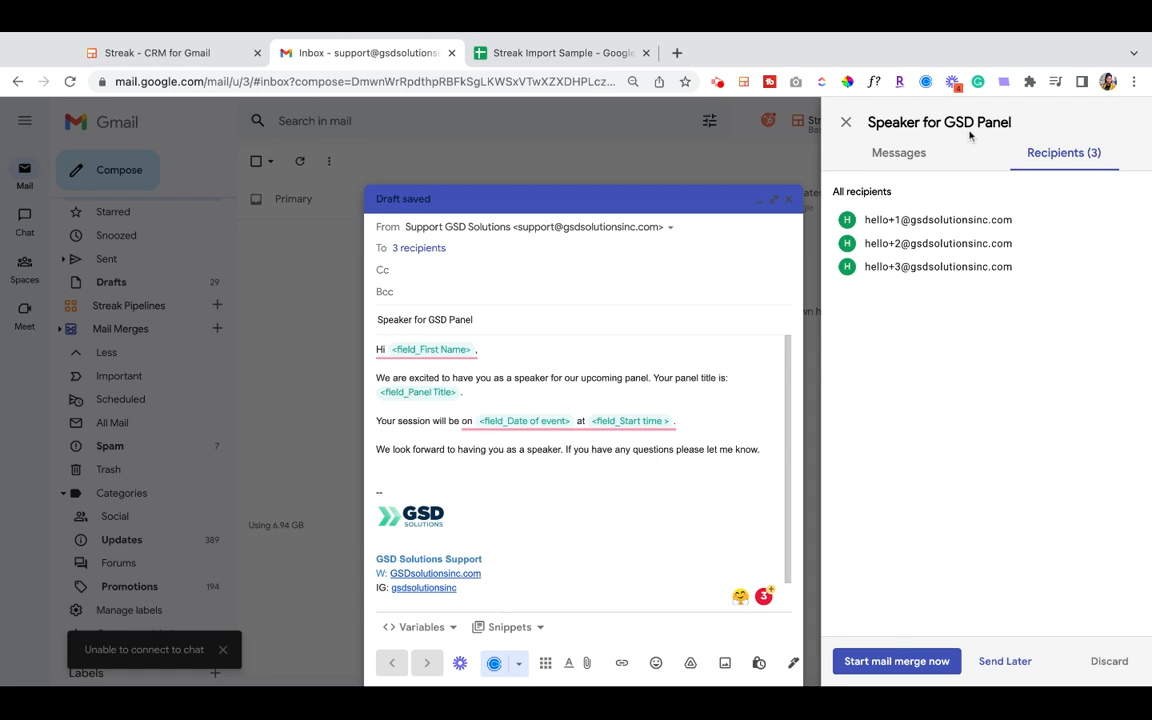 Streak - CRM for Gmail
Inbox - support@gsdsolutions
Streak Import Sample - Google
mail.google.com/mail/u/3/#inbox?compose=DmwnWrRpdthpRBFkSgLKWSxVTwXZXDHPLcz...
Gmail
Search in mail
Compose
Mail
Chat
Spaces
Meet
Starred
Snoozed
Sent
Drafts 29
Streak Pipelines
Mail Merges
Less
Important
Scheduled
All Mail
Spam 7
Trash
Categories
Social
Updates 389
Forums
Promotions 194
Manage labels
Unable to connect to chat
Labels
Primary
Using 6.94 GB
Draft saved
From Support GSD Solutions <support@gsdsolutionsinc.com>
To 3 recipients
Cc
Bcc
Speaker for GSD Panel
Hi <field_First Name> ,
We are excited to have you as a speaker for our upcoming panel. Your panel title is:
<field_Panel Title> .
Your session will be on <field_Date of event> at <field_Start time > .
We look forward to having you as a speaker. If you have any questions please let me know.
--
GSD
SOLUTIONS
GSD Solutions Support
W: GSDsolutionsinc.com
IG: gsdsolutionsinc
3
<> Variables
Snippets
Speaker for GSD Panel
Messages
Recipients (3)
All recipients
H hello+1@gsdsolutionsinc.com
H hello+2@gsdsolutionsinc.com
H hello+3@gsdsolutionsinc.com
Start mail merge now
Send Later
Discard